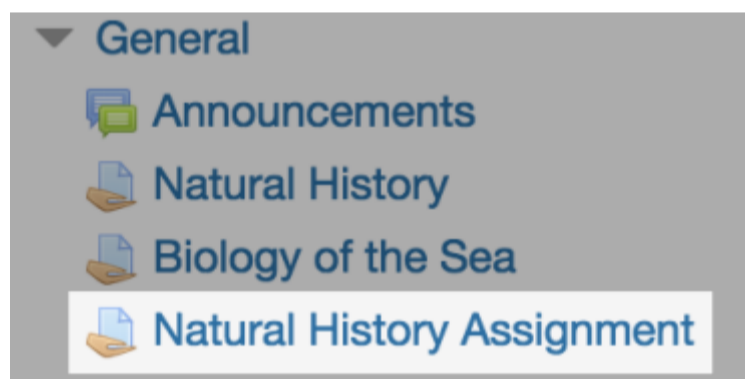 General
Announcements
Natural History
Biology of the Sea
Natural History Assignment